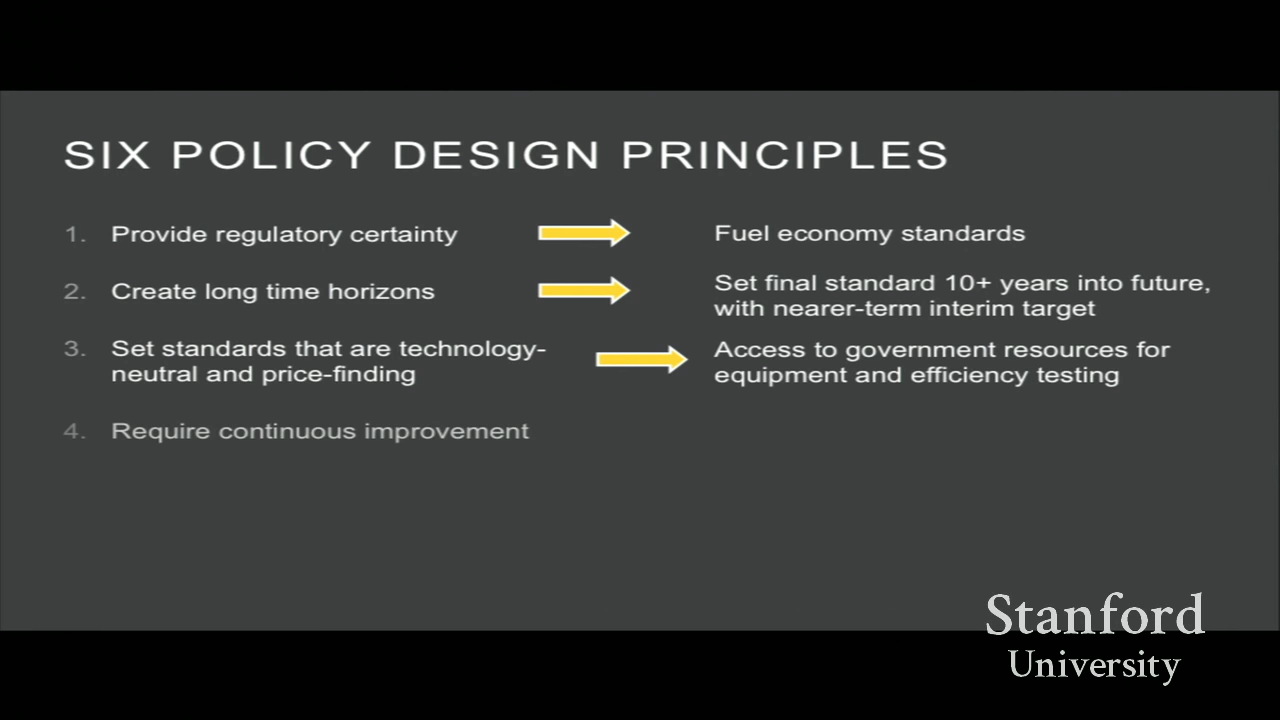 SIX POLICY DESIGN PRINCIPLES
1. Provide regulatory certainty
Fuel economy standards
2. Create long time horizons
Set final standard 10+ years into future,
with nearer-term interim target
3. Set standards that are technology-
neutral and price-finding
Access to government resources for
equipment and efficiency testing
4. Require continuous improvement
Stanford
University